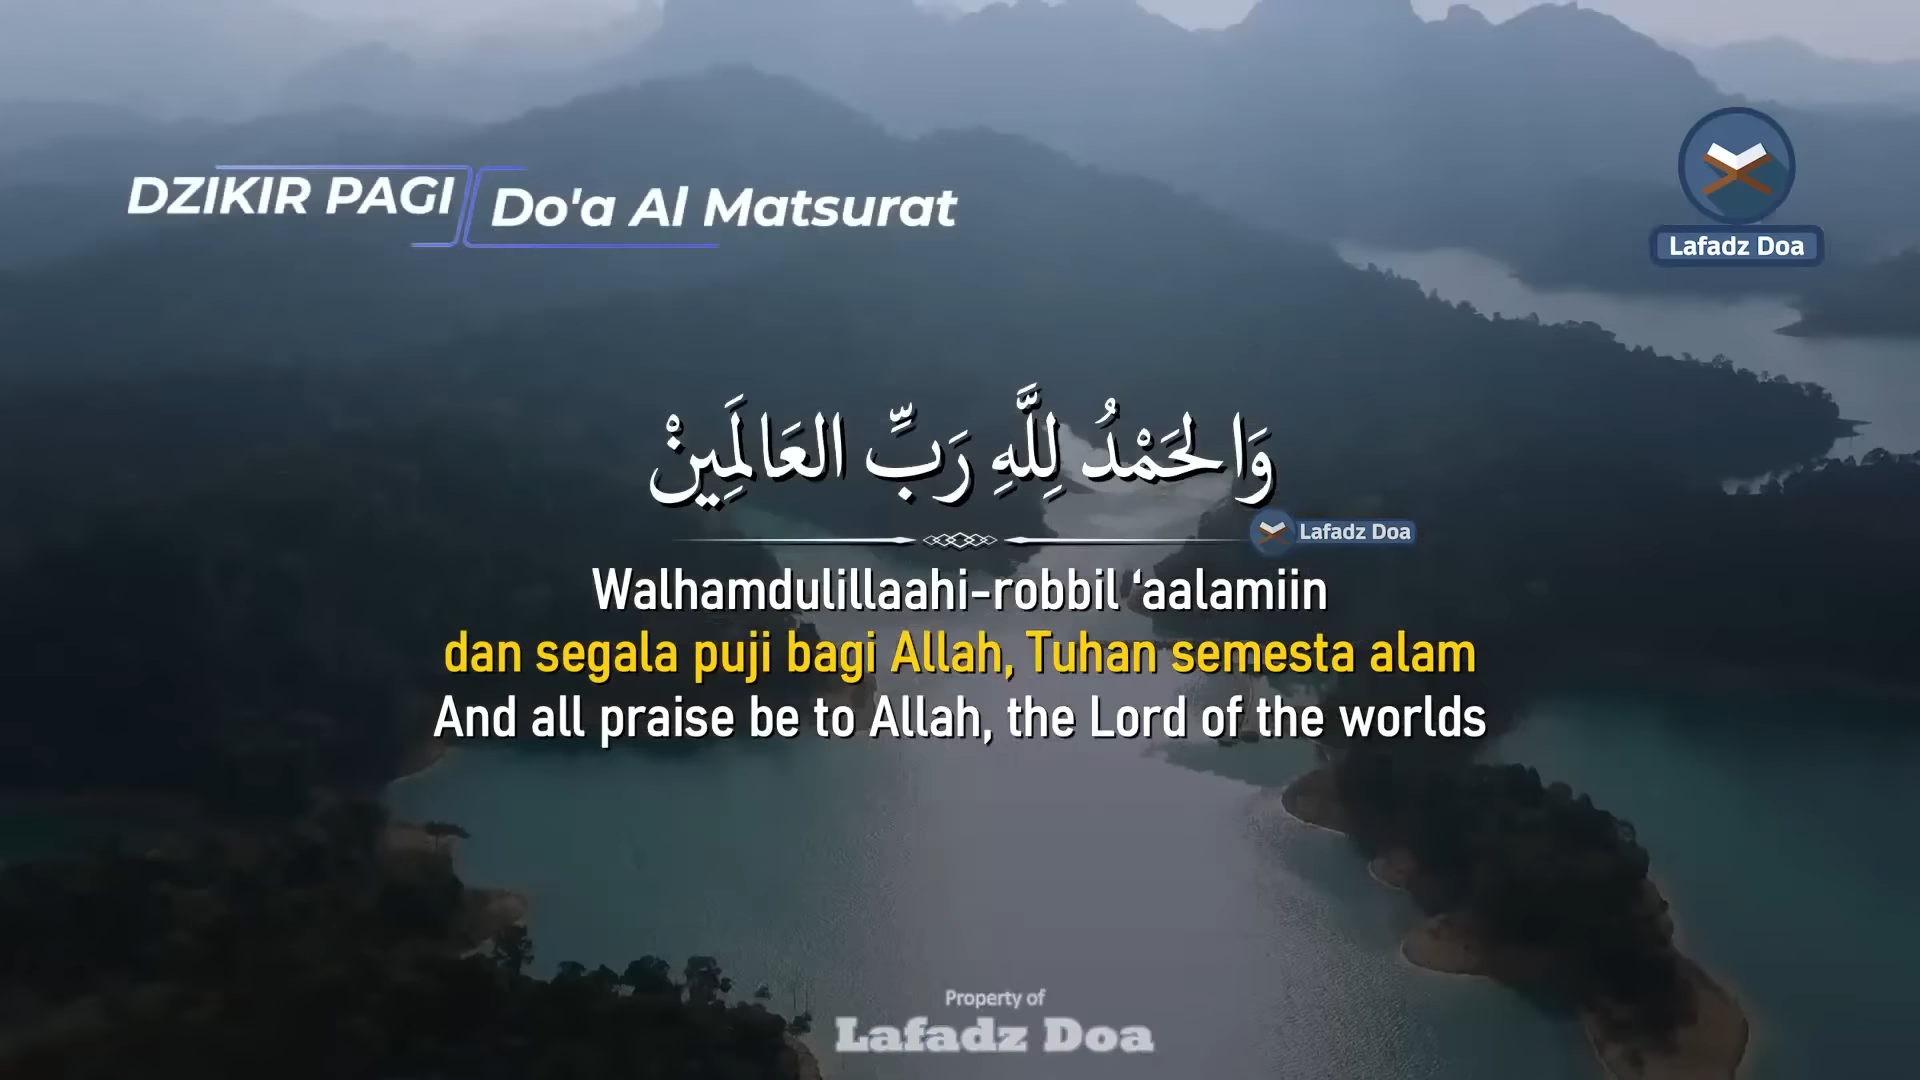 DZIKIR PAGI
Do'a Al Matsurat
Lafadz Doa
وَالحَمْدُ لِلَّهِ رَبِّ العَالَمِينْ
Lafadz Doa
Walhamdulillaahi-robbil ‘aalamiin
dan segala puji bagi Allah, Tuhan semesta alam
And all praise be to Allah, the Lord of the worlds
Property of
Lafadz Doa